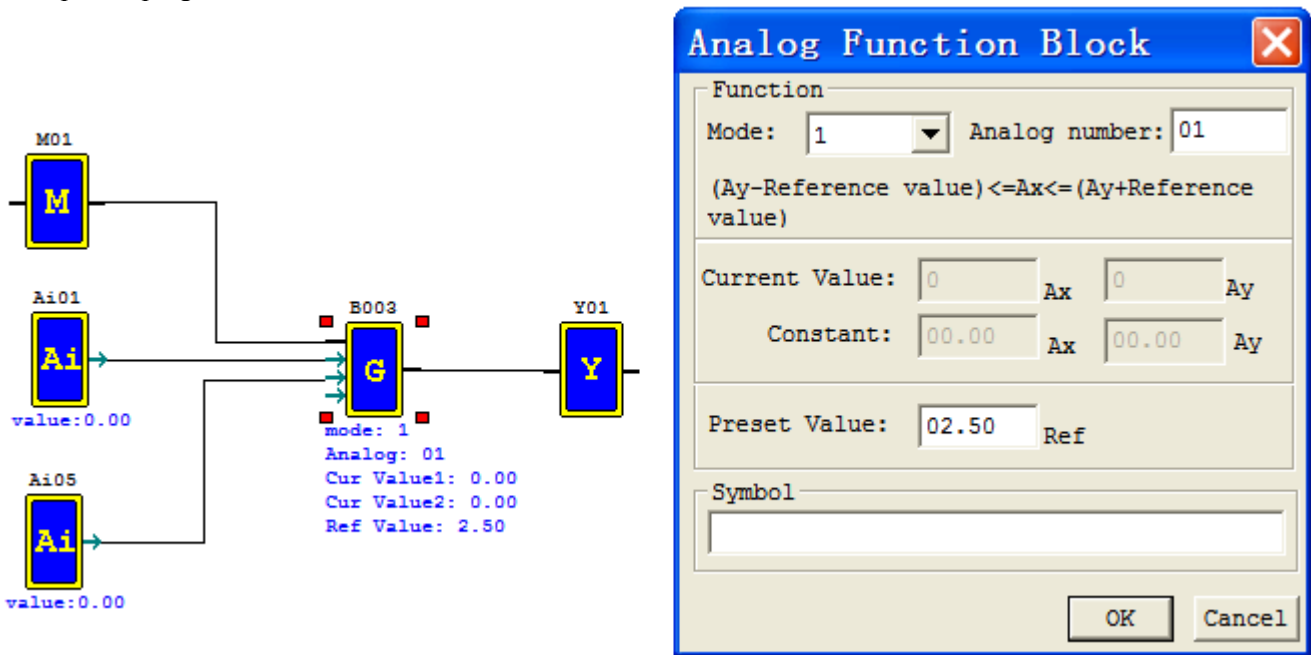 M01
M
Ai01
Ai
value:0.00
B003
G
Y01
Y
mode: 1
Analog: 01
Cur Value1: 0.00
Cur Value2: 0.00
Ref Value: 2.50
Ai05
Ai
value:0.00
Analog Function Block
Function
Mode: 1 Analog number: 01
(Ay-Reference value)<=Ax<=(Ay+Reference
value)
Current Value: 0 Ax 0 Ay
Constant: 00.00 Ax 00.00 Ay
Preset Value: 02.50 Ref
Symbol
OK Cancel